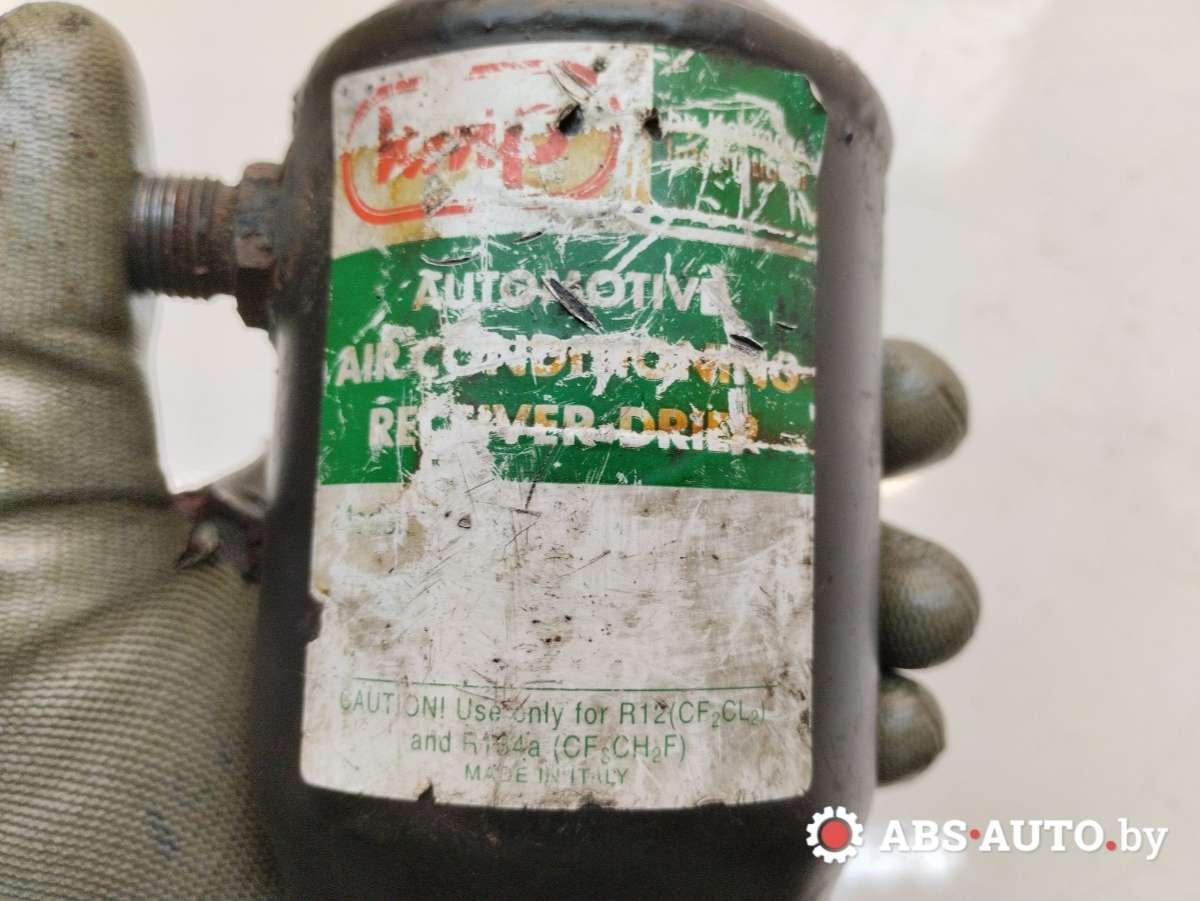 AUTOMOTIVE
AIR CONDITIONING
RECEIVER-DRIER
CAUTION! Use only for R12(CF₂CL₂)
and R134a (CF₃CH₂F)
MADE IN ITALY
ABS•AUTO.by